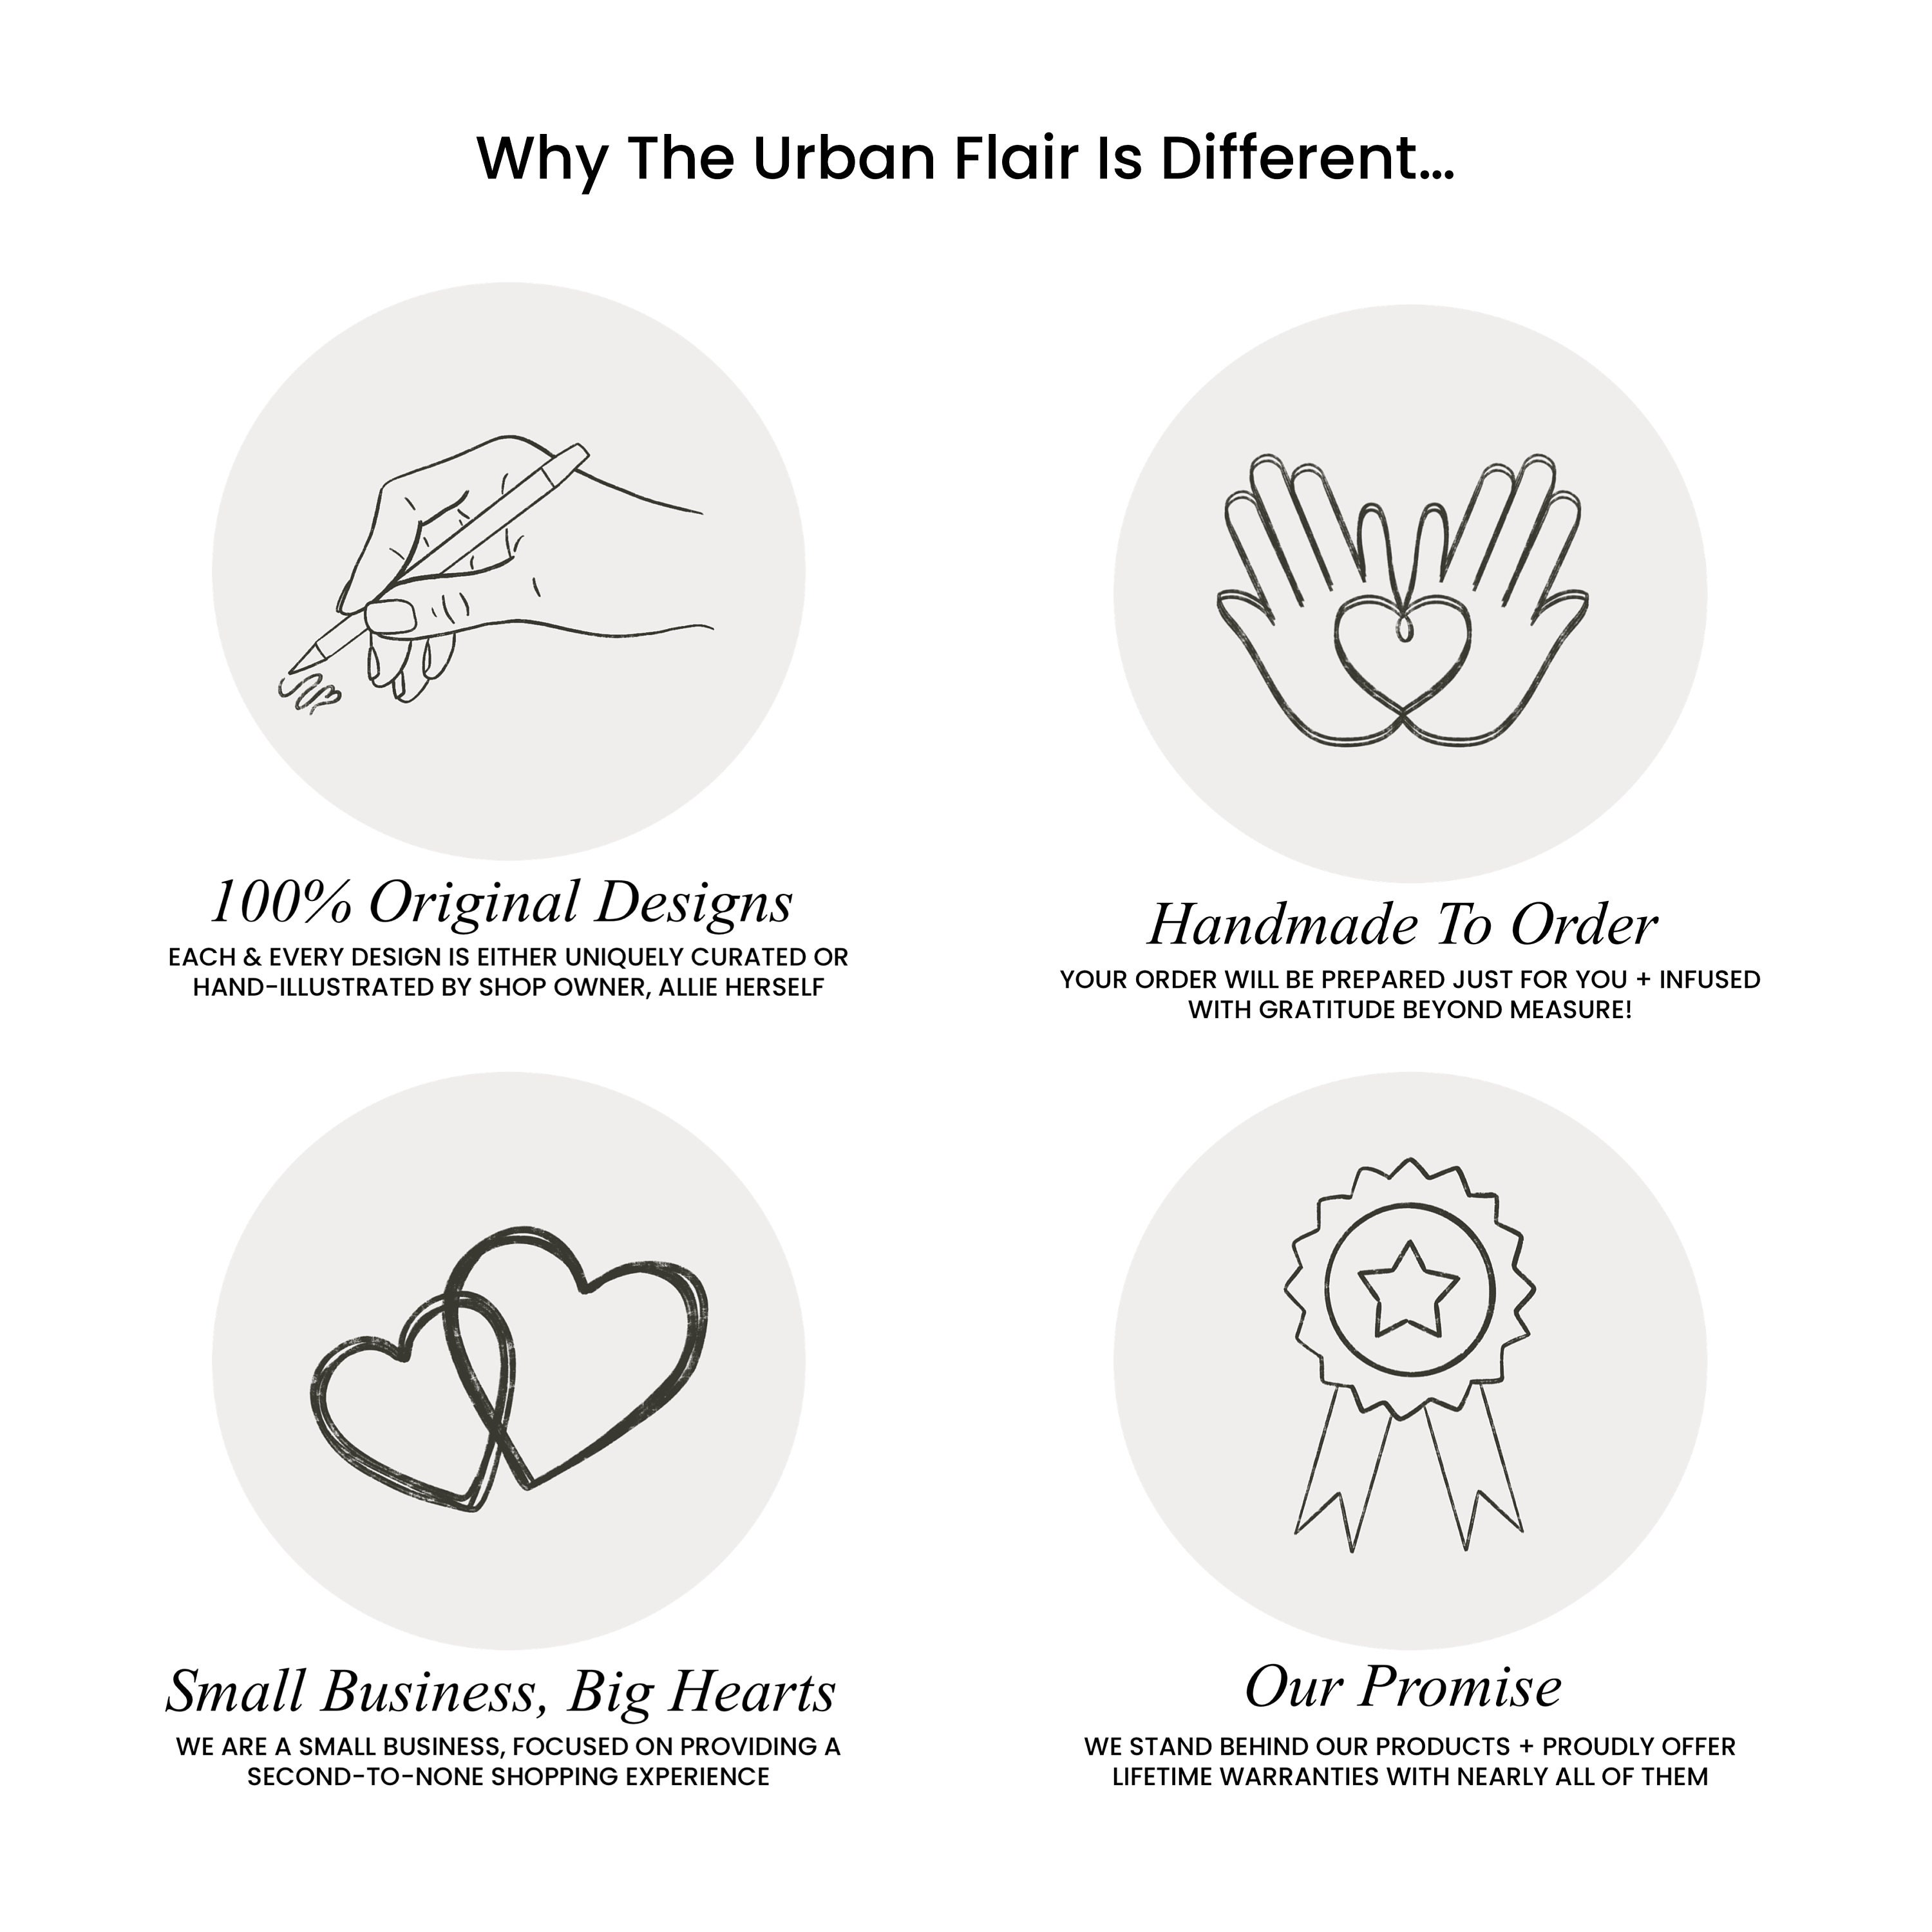 Why The Urban Flair Is Different...
100% Original Designs
EACH & EVERY DESIGN IS EITHER UNIQUELY CURATED OR
HAND-ILLUSTRATED BY SHOP OWNER, ALLIE HERSELF
Handmade To Order
YOUR ORDER WILL BE PREPARED JUST FOR YOU + INFUSED
WITH GRATITUDE BEYOND MEASURE!
Small Business, Big Hearts
WE ARE A SMALL BUSINESS, FOCUSED ON PROVIDING A
SECOND-TO-NONE SHOPPING EXPERIENCE
Our Promise
WE STAND BEHIND OUR PRODUCTS + PROUDLY OFFER
LIFETIME WARRANTIES WITH NEARLY ALL OF THEM